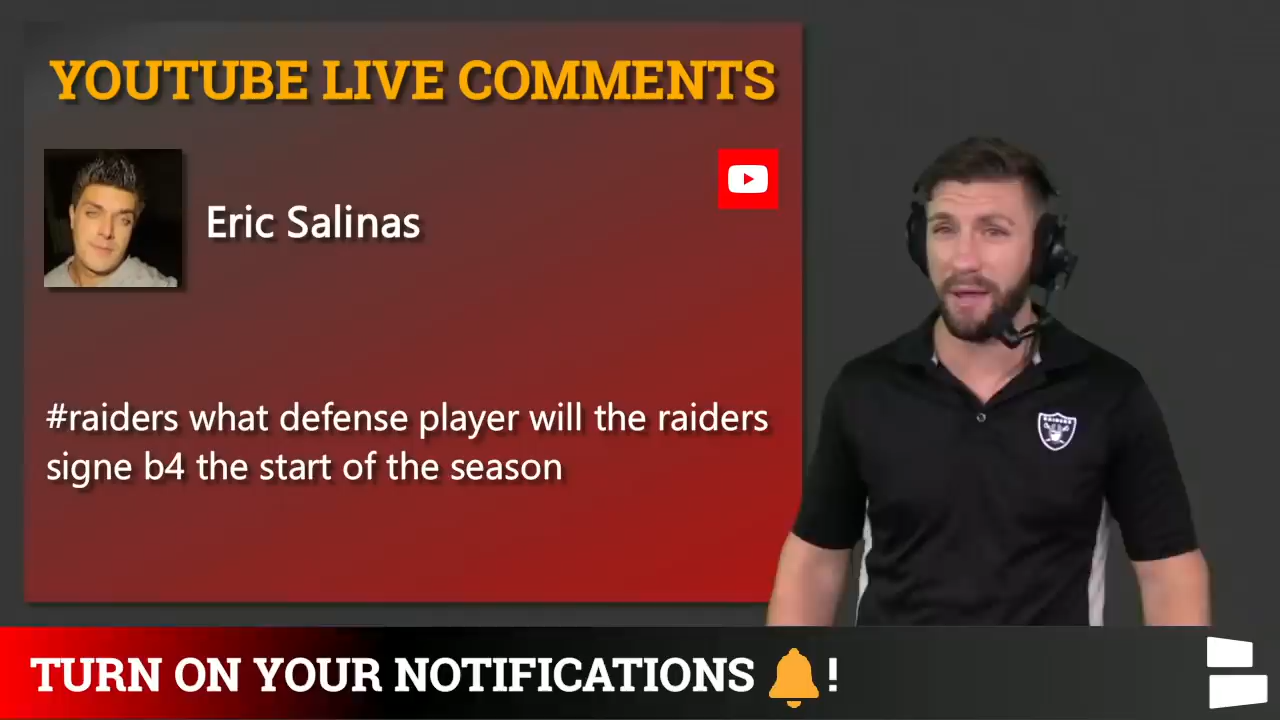 YOUTUBE LIVE COMMENTS
Eric Salinas
#raiders what defense player will the raiders
signe b4 the start of the season
RAIDERS
TURN ON YOUR NOTIFICATIONS !